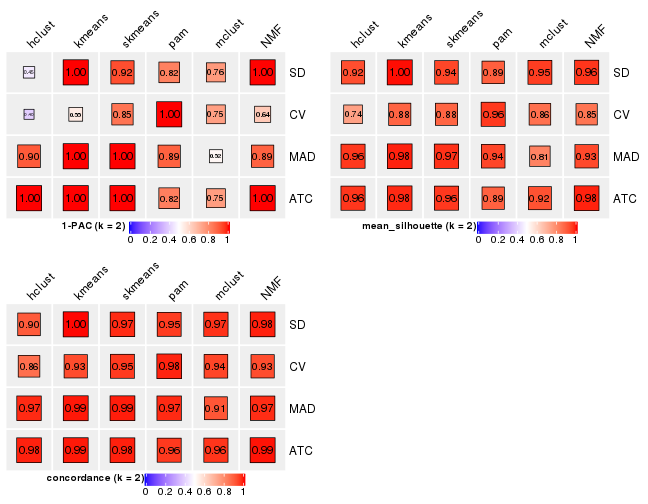 hclust kmeans skmeans pam mclust NMF
1.00 0.92 0.82 0.76 1.00 SD
0.55 0.85 1.00 0.75 0.64 CV
0.90 1.00 1.00 0.89 0.52 0.89 MAD
1.00 1.00 1.00 0.82 0.75 1.00 ATC
1-PAC (k = 2)
0 0.2 0.4 0.6 0.8 1
hclust kmeans skmeans pam mclust NMF
0.92 1.00 0.94 0.89 0.95 0.96 SD
0.74 0.88 0.88 0.96 0.86 0.85 CV
0.96 0.98 0.97 0.94 0.81 0.93 MAD
0.96 0.98 0.96 0.89 0.92 0.98 ATC
mean_silhouette (k = 2)
0 0.2 0.4 0.6 0.8 1
hclust kmeans skmeans pam mclust NMF
0.90 1.00 0.97 0.95 0.97 0.98 SD
0.86 0.93 0.95 0.98 0.94 0.93 CV
0.97 0.99 0.99 0.97 0.91 0.97 MAD
0.98 0.99 0.98 0.96 0.96 0.99 ATC
concordance (k = 2)
0 0.2 0.4 0.6 0.8 1